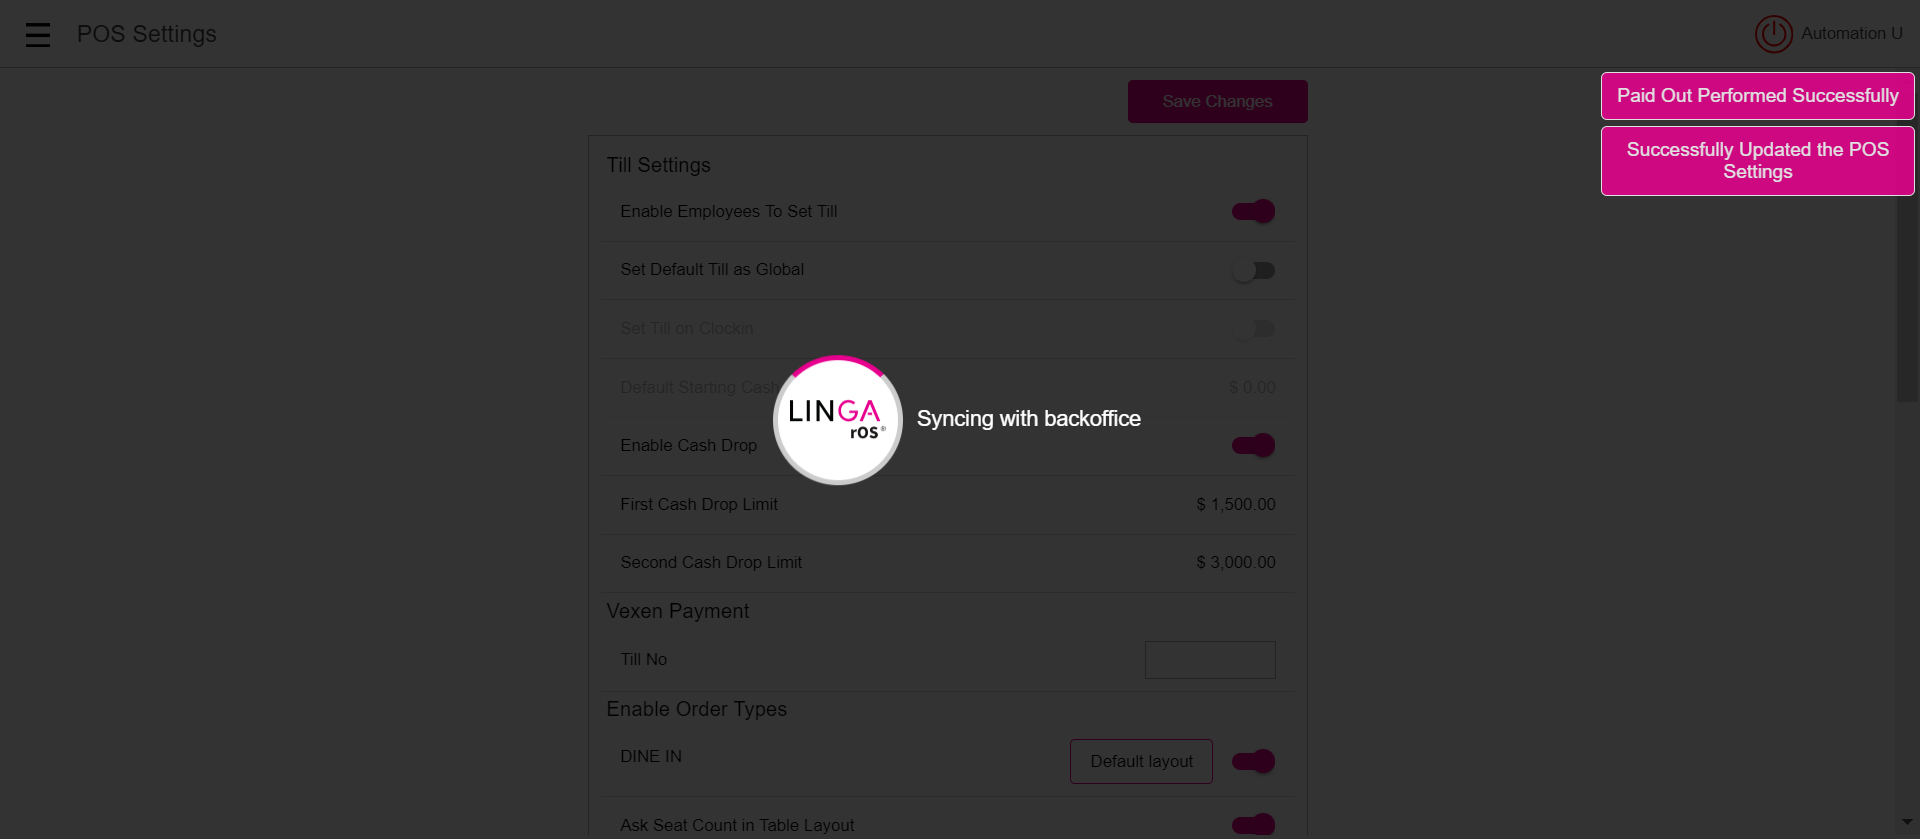 POS Settings
Automation U
Save Changes
Paid Out Performed Successfully
Successfully Updated the POS
Settings
Till Settings
Enable Employees To Set Till
Set Default Till as Global
Set Till on Clockin
Default Starting Cash
$ 0.00
LINGA
rOS®
Syncing with backoffice
Enable Cash Drop
First Cash Drop Limit
$ 1,500.00
Second Cash Drop Limit
$ 3,000.00
Vexen Payment
Till No
Enable Order Types
DINE IN
Default layout
Ask Seat Count in Table Layout